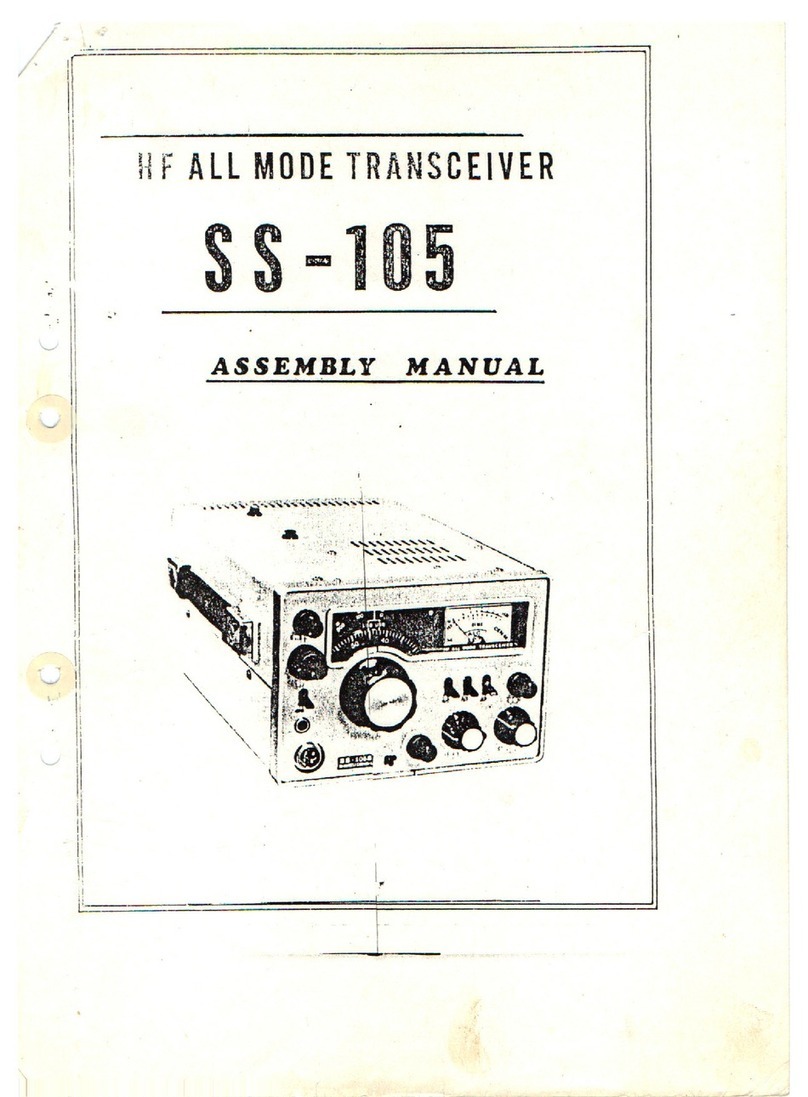 HF ALL MODE TRANSCEIVER
SS-105
ASSEMBLY MANUAL